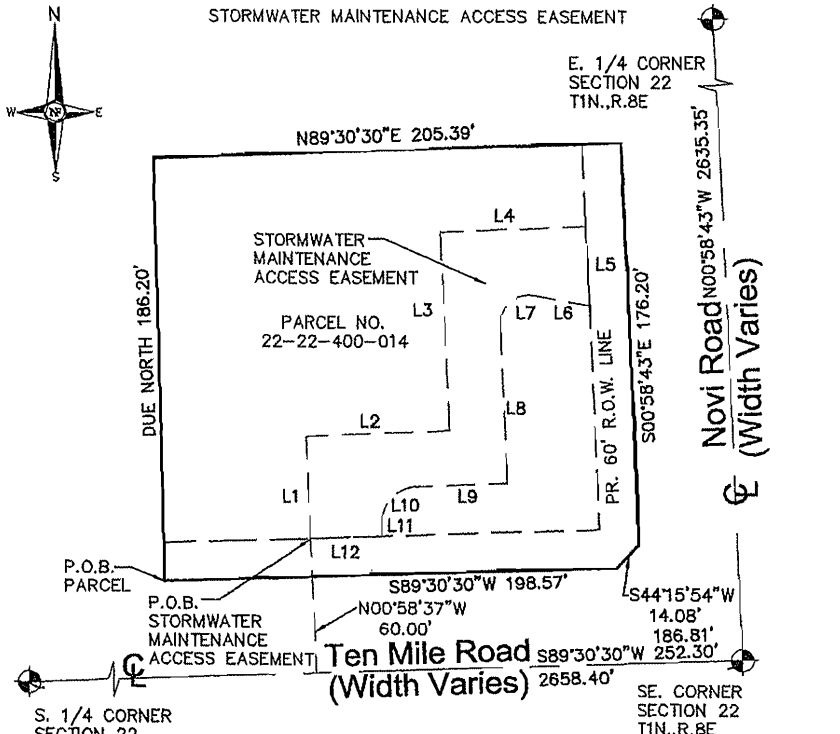 STORMWATER MAINTENANCE ACCESS EASEMENT
N
W
NF
E
S
E. 1/4 CORNER
SECTION 22
T1N.,R.8E
N89°30'30"E 205.39'
N00°58'43"W 2635.35'
Novi Road
(Width Varies)
CL
STORMWATER
MAINTENANCE
ACCESS EASEMENT
L4
L5
L3
L7
L6
PARCEL NO.
22-22-400-014
DUE NORTH 186.20'
S00°58'43"E 176.20'
PR. 60' R.O.W. LINE
L2
L8
L1
L10
L9
L11
L12
P.O.B.
PARCEL
S89°30'30"W 198.57'
P.O.B.
STORMWATER
MAINTENANCE
ACCESS EASEMENT
N00°58'37"W
60.00'
S44°15'54"W
14.08'
186.81'
CL
Ten Mile Road
(Width Varies)
S89°30'30"W 252.30'
2658.40'
S. 1/4 CORNER
SECTION 22
SE. CORNER
SECTION 22
T1N.,R.8E